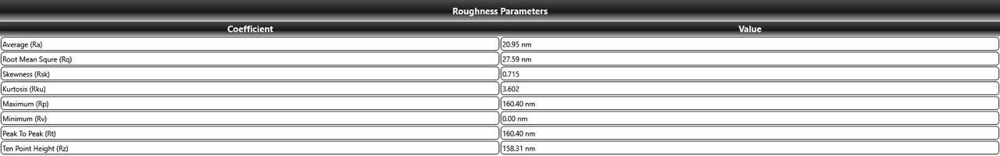 Roughness Parameters
Coefficient Value
Average (Ra) 20.95 nm
Root Mean Squre (Rq) 27.59 nm
Skewness (Rsk) 0.715
Kurtosis (Rku) 3.602
Maximum (Rp) 160.40 nm
Minimum (Rv) 0.00 nm
Peak To Peak (Rt) 160.40 nm
Ten Point Height (Rz) 158.31 nm